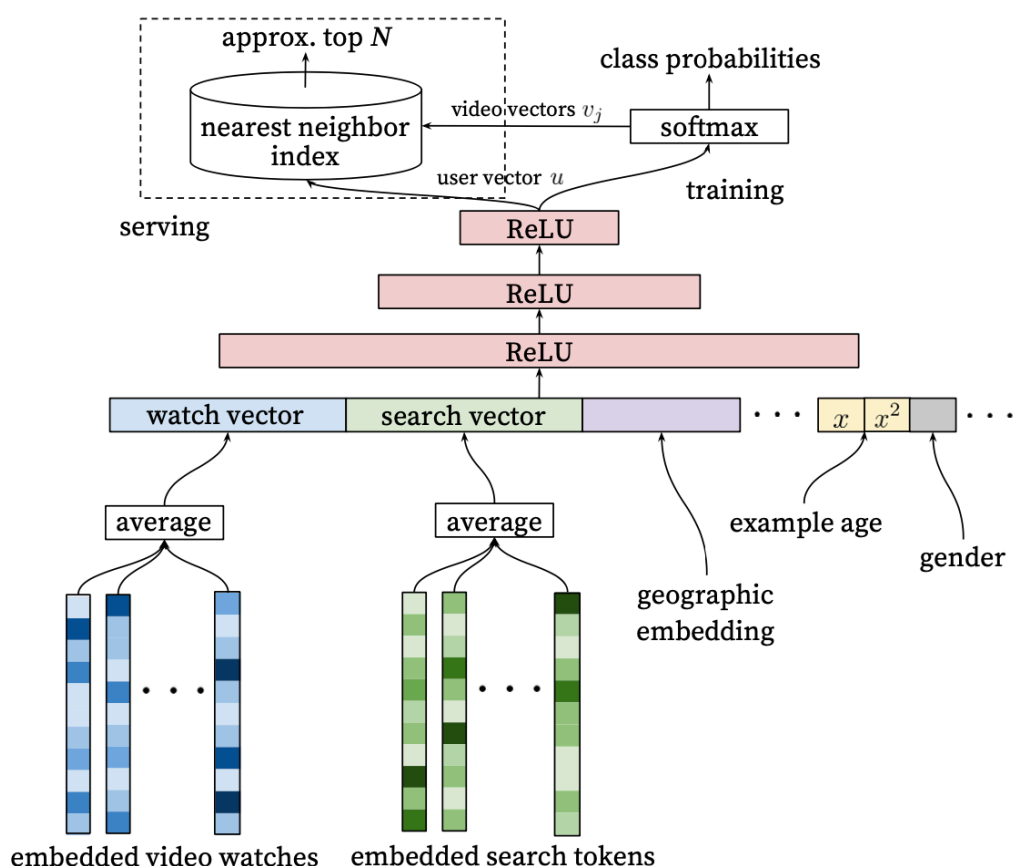 approx. top N
class probabilities
video vectors v_j
nearest neighbor
index
softmax
user vector u
training
serving
ReLU
ReLU
ReLU
watch vector
search vector
x
x²
average
average
example age
gender
geographic
embedding
embedded video watches
embedded search tokens